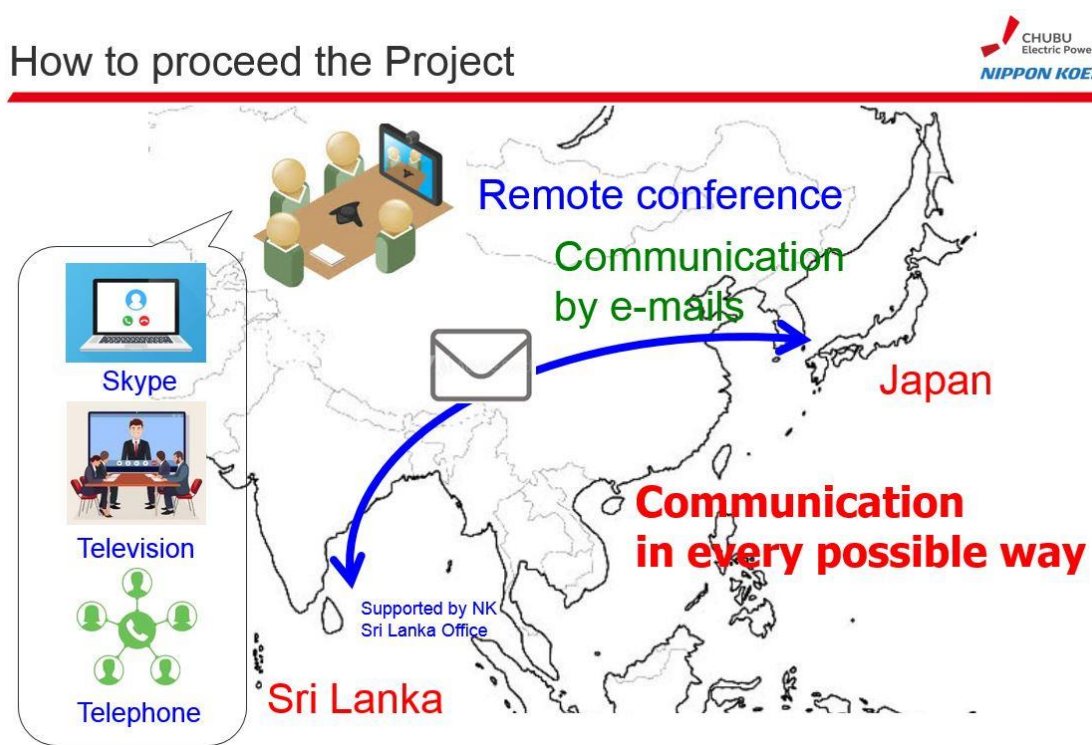 How to proceed the Project
CHUBU
Electric Power
NIPPON
Remote conference
Communication
by e-mails
Skype
Japan
Television
Communication
in every possible way
Supported by NK
Sri Lanka Office
Telephone
Sri Lanka